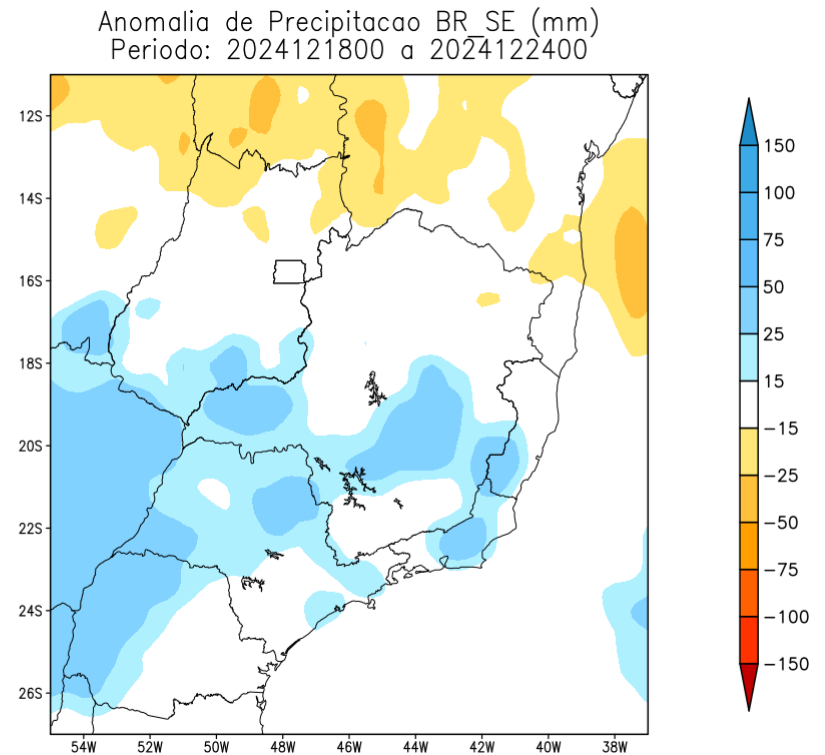 Anomalia de Precipitacao BR_SE (mm)
Periodo: 2024121800 a 2024122400
12S
14S
16S
18S
20S
22S
24S
26S
54W 52W 50W 48W 46W 44W 42W 40W 38W
150
100
75
50
25
15
−15
−25
−50
−75
−100
−150